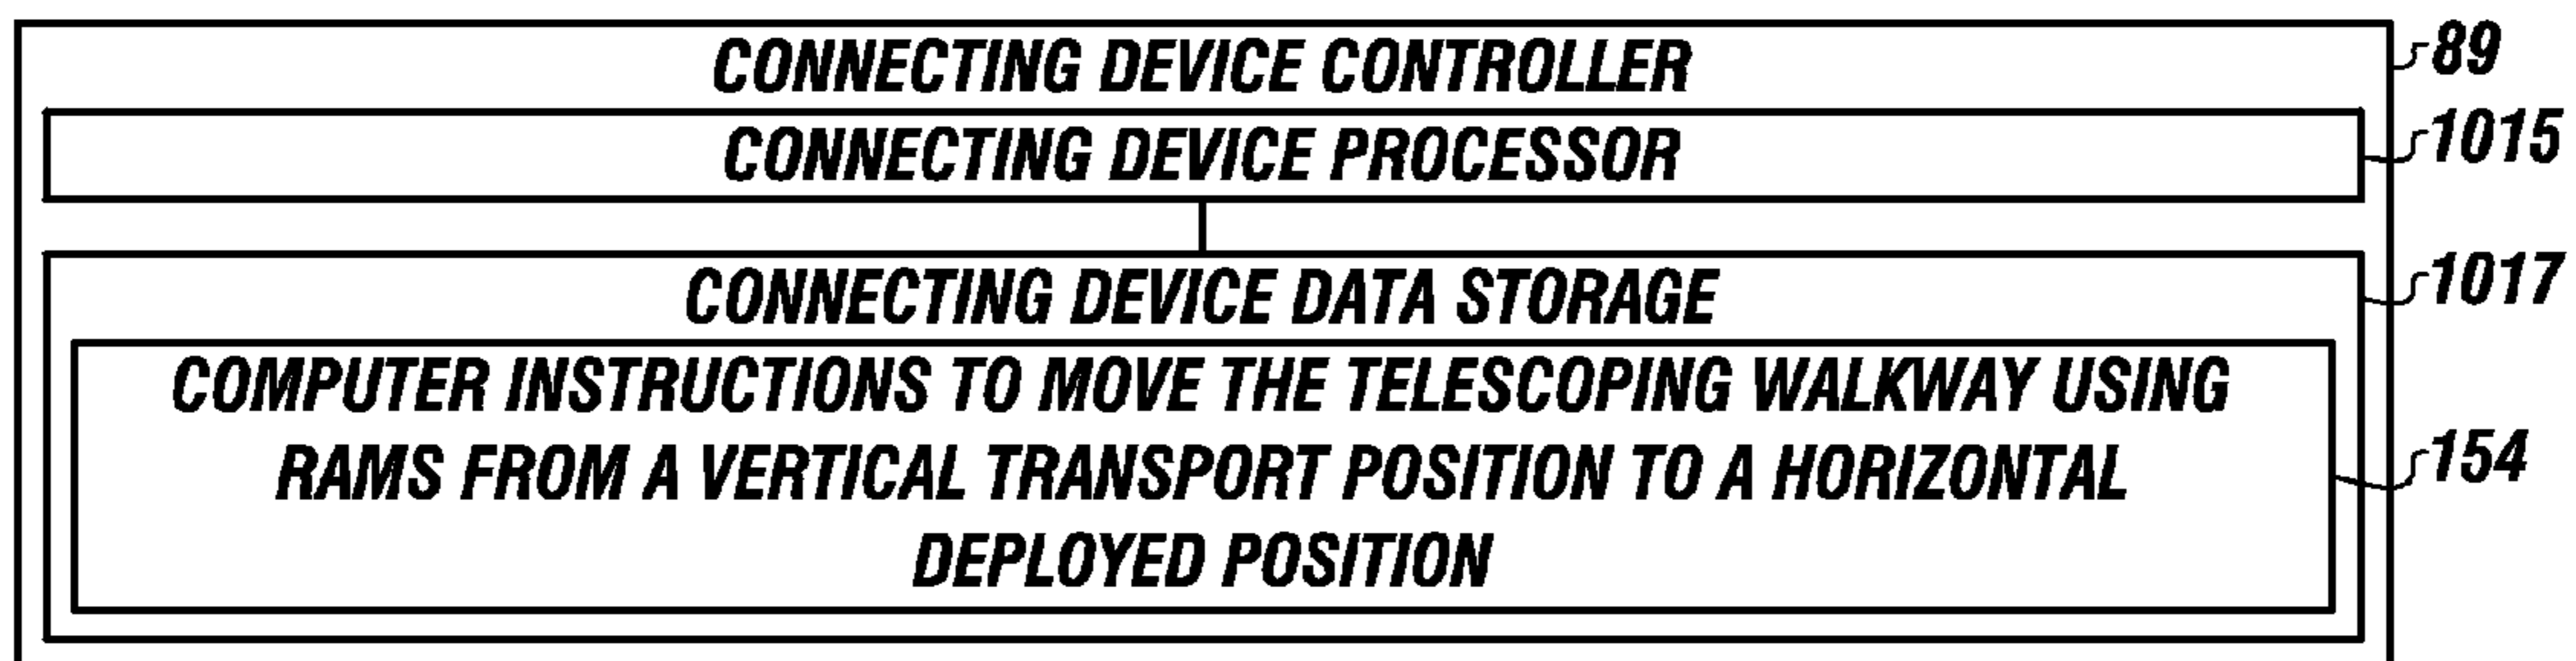 CONNECTING DEVICE CONTROLLER
89
CONNECTING DEVICE PROCESSOR
1015
CONNECTING DEVICE DATA STORAGE
1017
COMPUTER INSTRUCTIONS TO MOVE THE TELESCOPING WALKWAY USING
RAMS FROM A VERTICAL TRANSPORT POSITION TO A HORIZONTAL
DEPLOYED POSITION
154